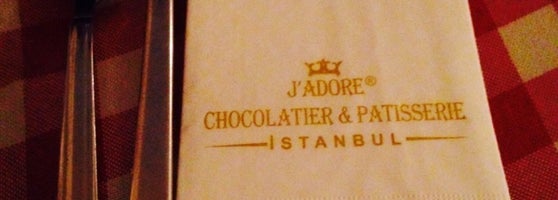 J'ADORE®
CHOCOLATIER & PATISSERIE
İSTANBUL